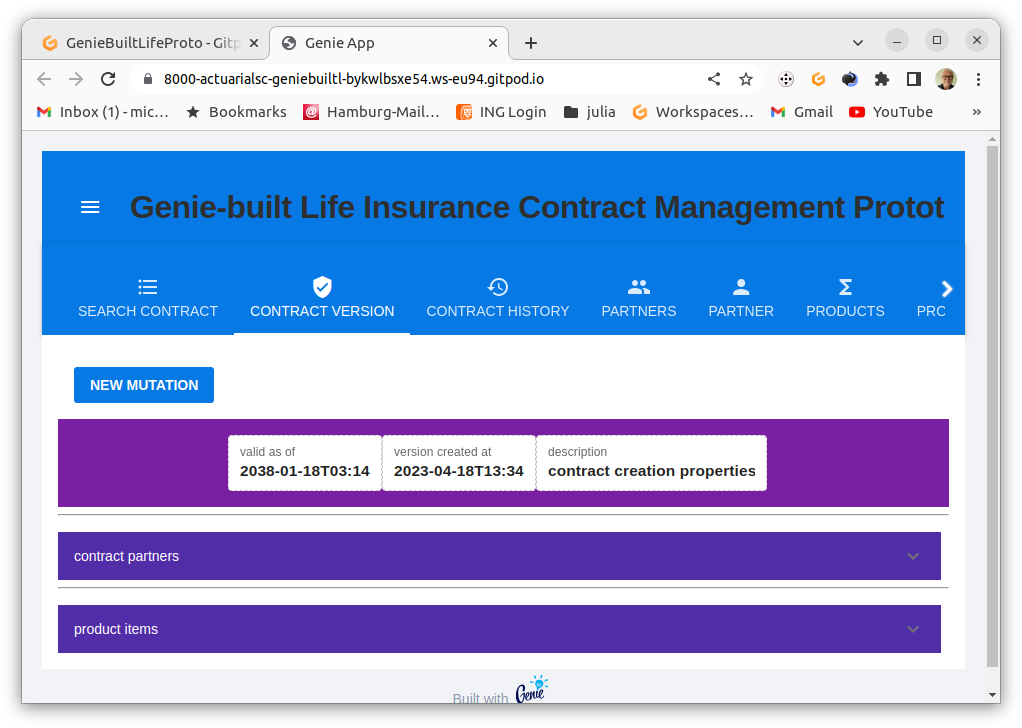 GenieBuiltLifeProto - Gitp
Genie App
8000-actuarialsc-geniebuiltl-bykwlbsxe54.ws-eu94.gitpod.io
Inbox (1) - mic… Bookmarks Hamburg-Mail… ING Login julia Workspaces… Gmail YouTube »
Genie-built Life Insurance Contract Management Protot
SEARCH CONTRACT CONTRACT VERSION CONTRACT HISTORY PARTNERS PARTNER PRODUCTS PRO
NEW MUTATION
valid as of version created at description
2038-01-18T03:14 2023-04-18T13:34 contract creation properties
contract partners
product items
Built with Genie